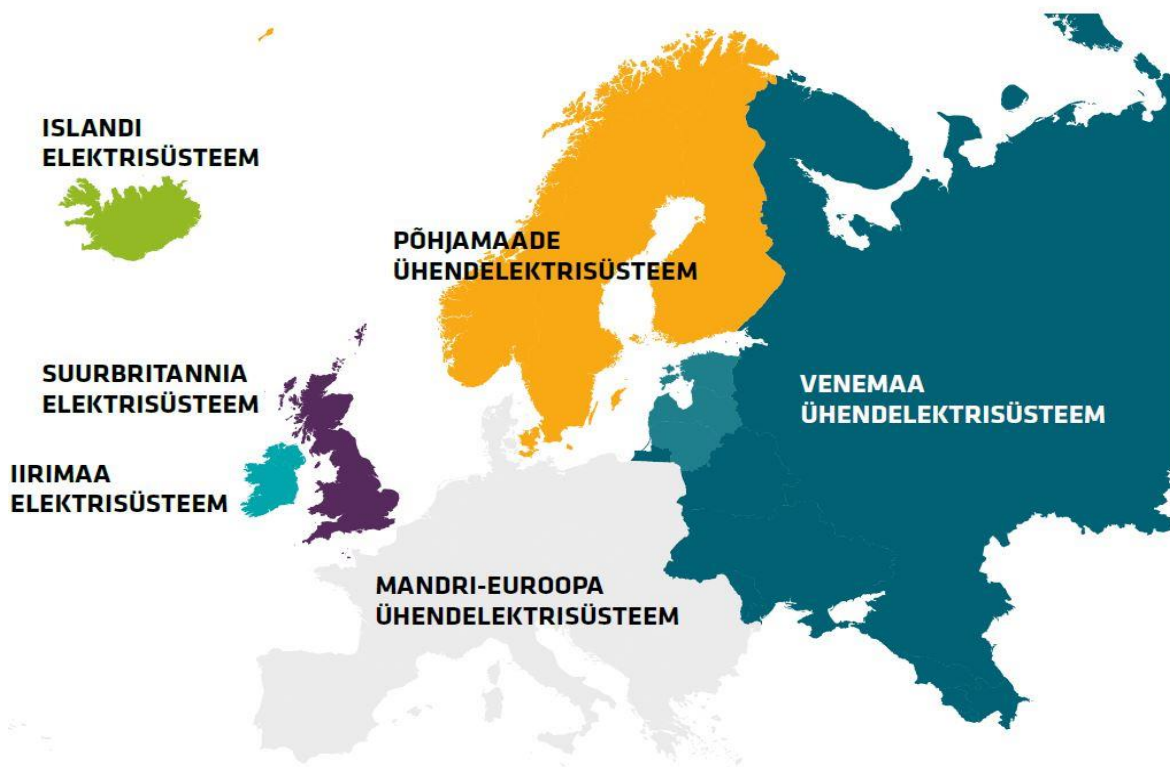 ISLANDI
ELEKTRISÜSTEEM
PÕHJAMAADE
ÜHENDELEKTRISÜSTEEM
SUURBRITANNIA
ELEKTRISÜSTEEM
VENEMAA
ÜHENDELEKTRISÜSTEEM
IIRIMAA
ELEKTRISÜSTEEM
MANDRI-EUROOPA
ÜHENDELEKTRISÜSTEEM